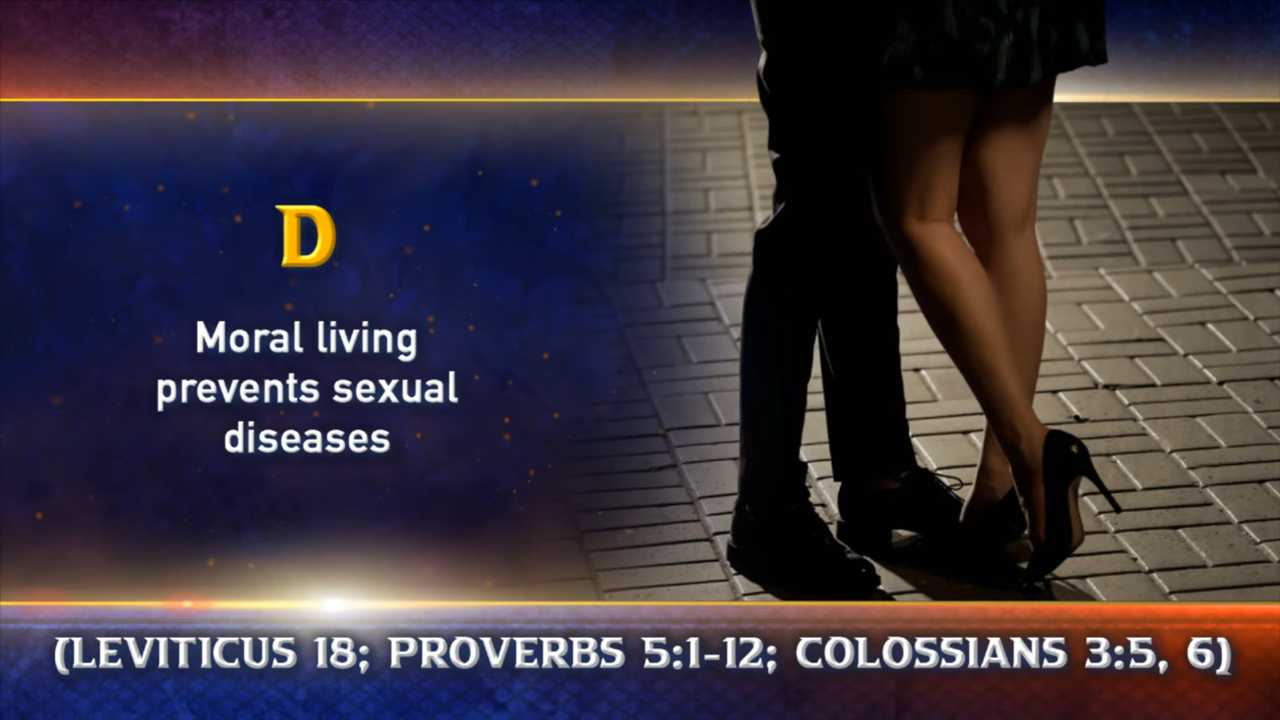 D
Moral living
prevents sexual
diseases
(LEVITICUS 18; PROVERBS 5:1-12; COLOSSIANS 3:5, 6)